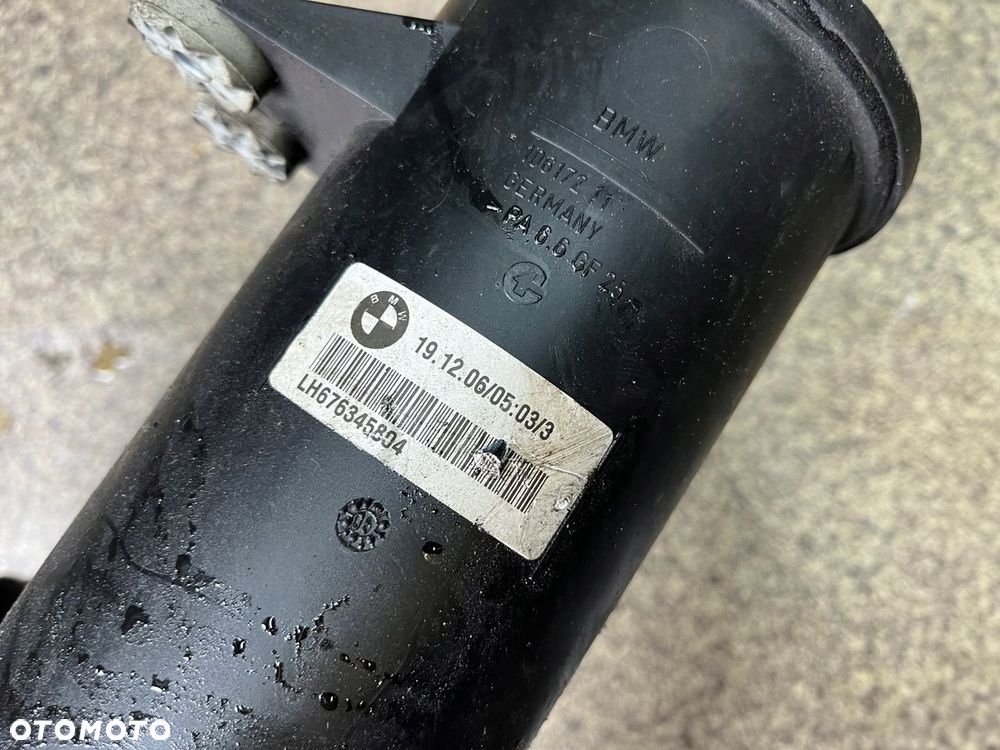 BMW
106172 11
GERMANY
PA 6.6 GF 25
BMW
19.12.06/05:03/3
LH676345804
OTOMOTO